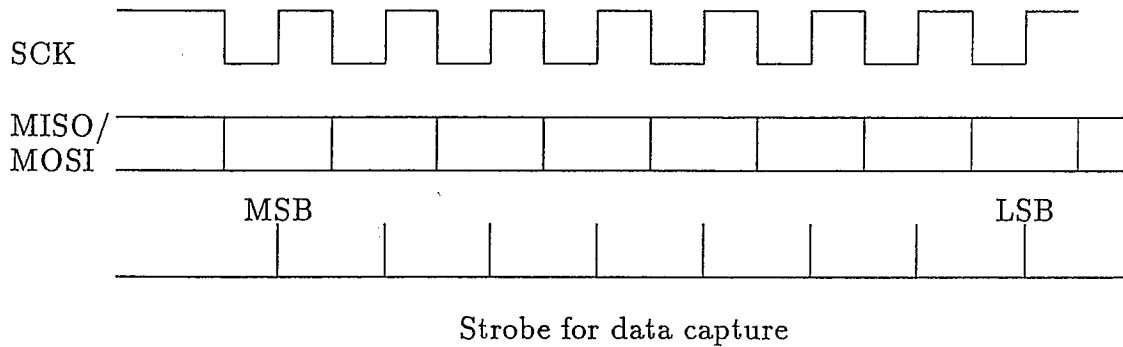 SCK
MISO/
MOSI
MSB
LSB
Strobe for data capture